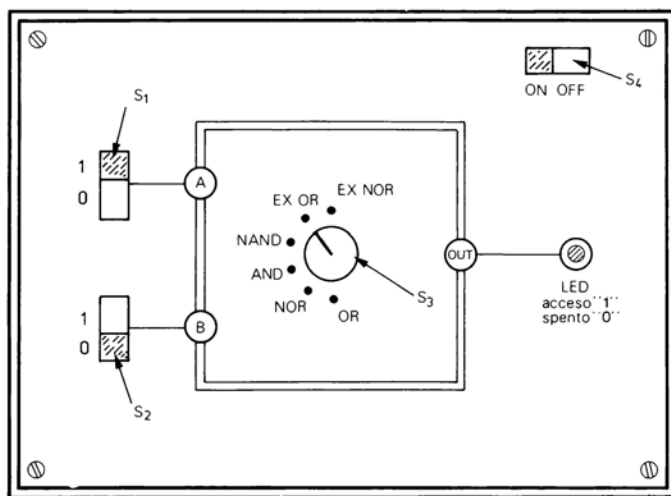 S1
S4
ON OFF
1
0
A
EX OR
EX NOR
NAND
AND
NOR
OR
S3
OUT
LED
acceso "1"
spento "0"
1
0
B
S2